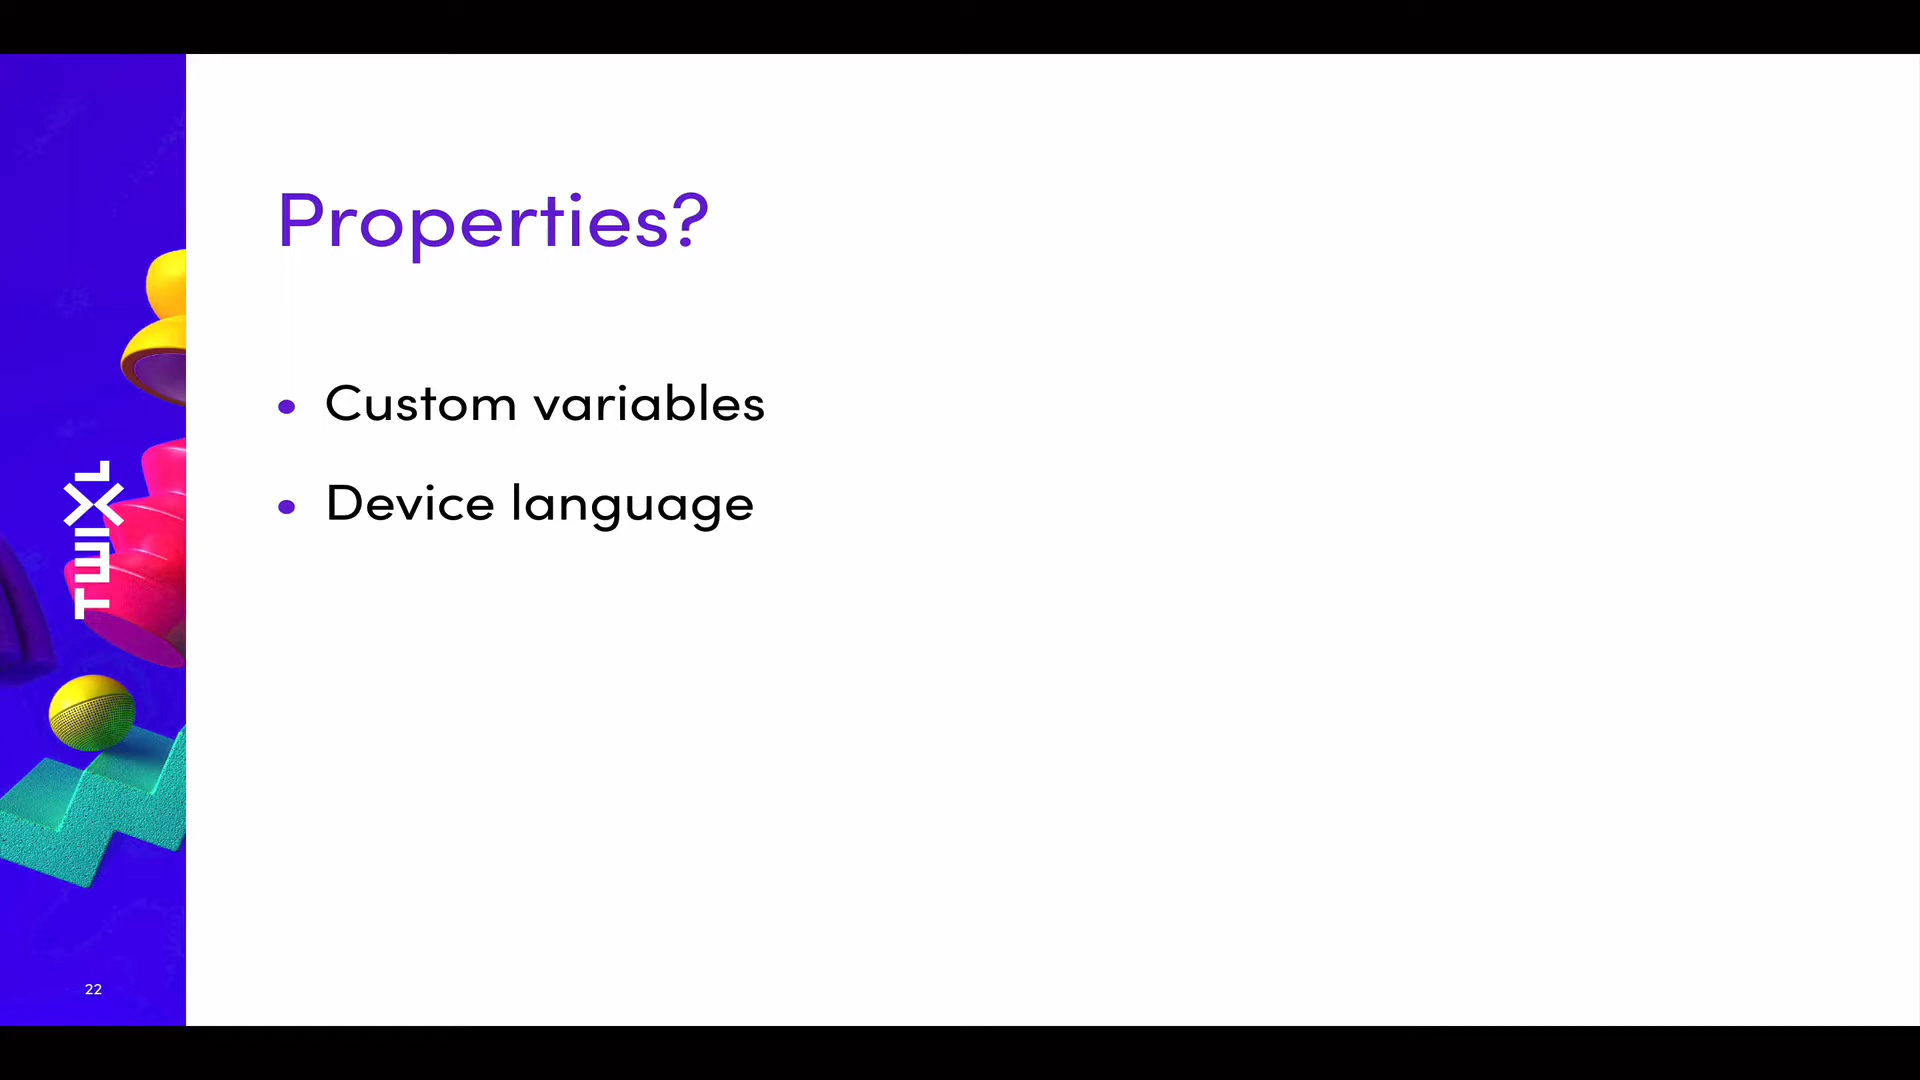 Properties?
• Custom variables
• Device language
TWIXL
22